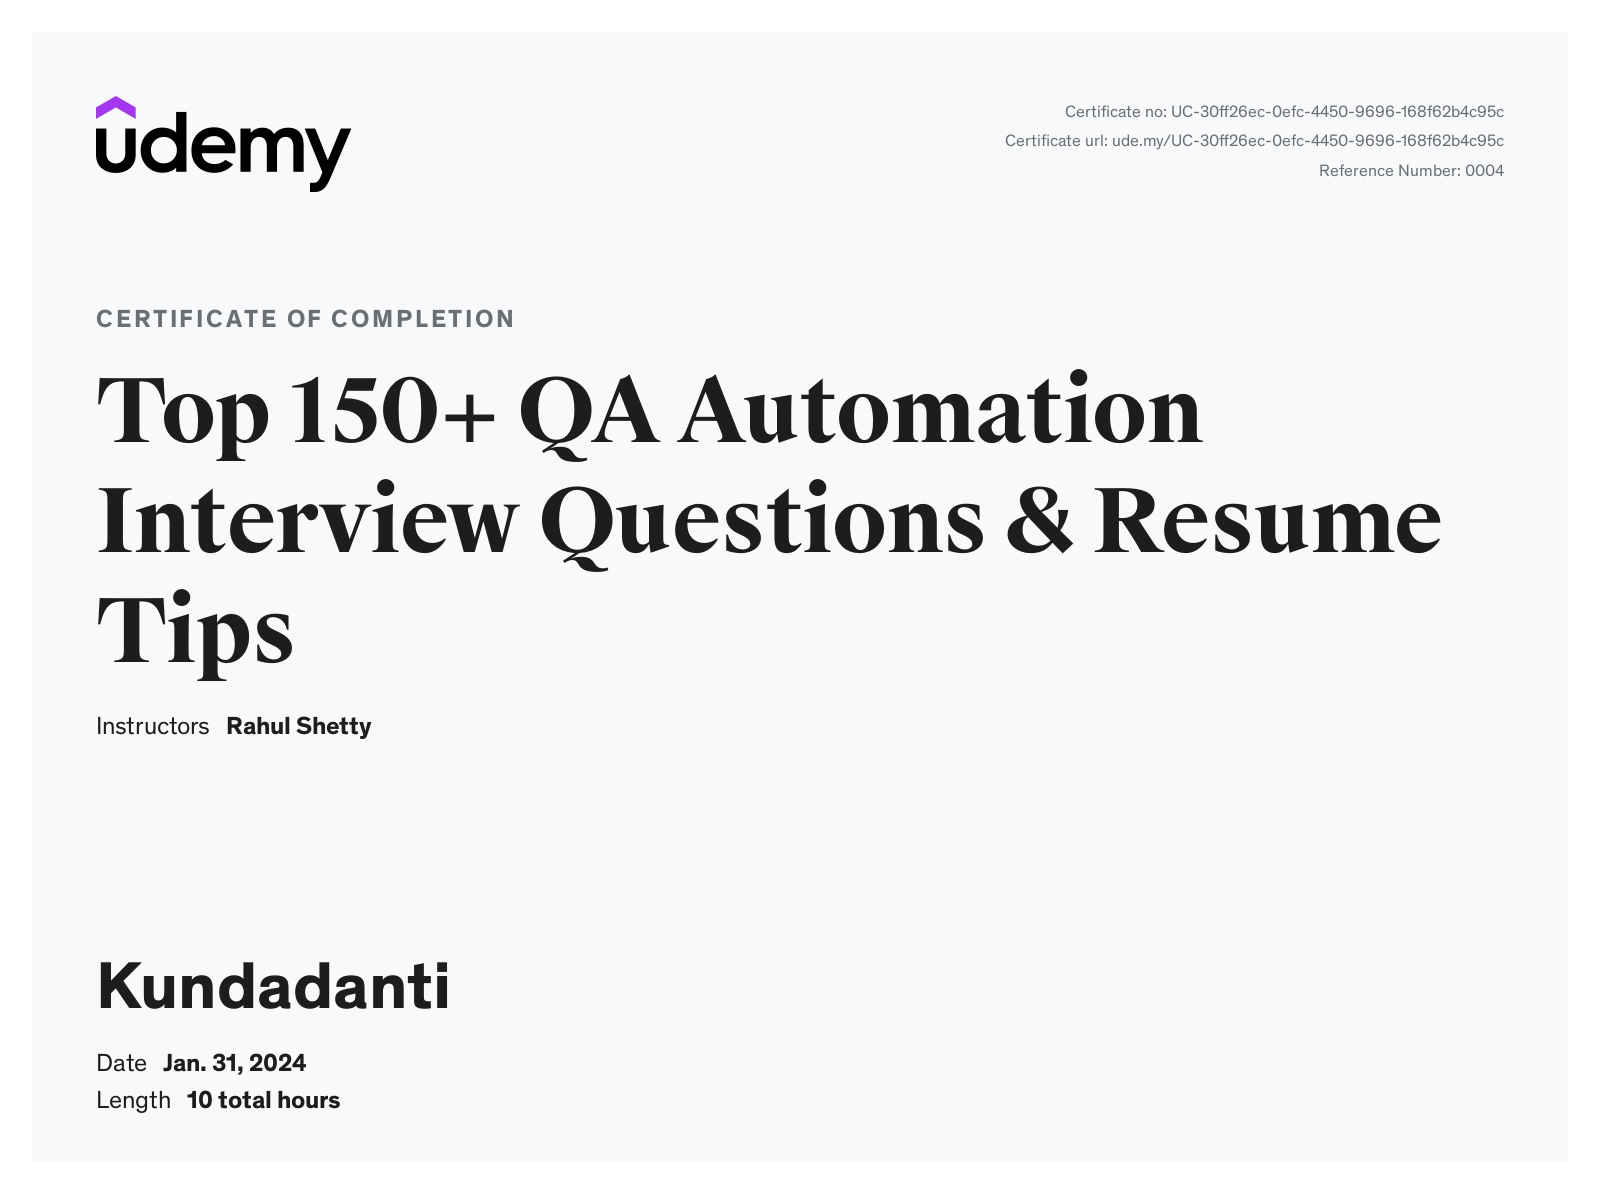 udemy
Certificate no: UC-30ff26ec-0efc-4450-9696-168f62b4c95c
Certificate url: ude.my/UC-30ff26ec-0efc-4450-9696-168f62b4c95c
Reference Number: 0004
CERTIFICATE OF COMPLETION
Top 150+ QA Automation
Interview Questions & Resume
Tips
Instructors Rahul Shetty
Kundadanti
Date Jan. 31, 2024
Length 10 total hours